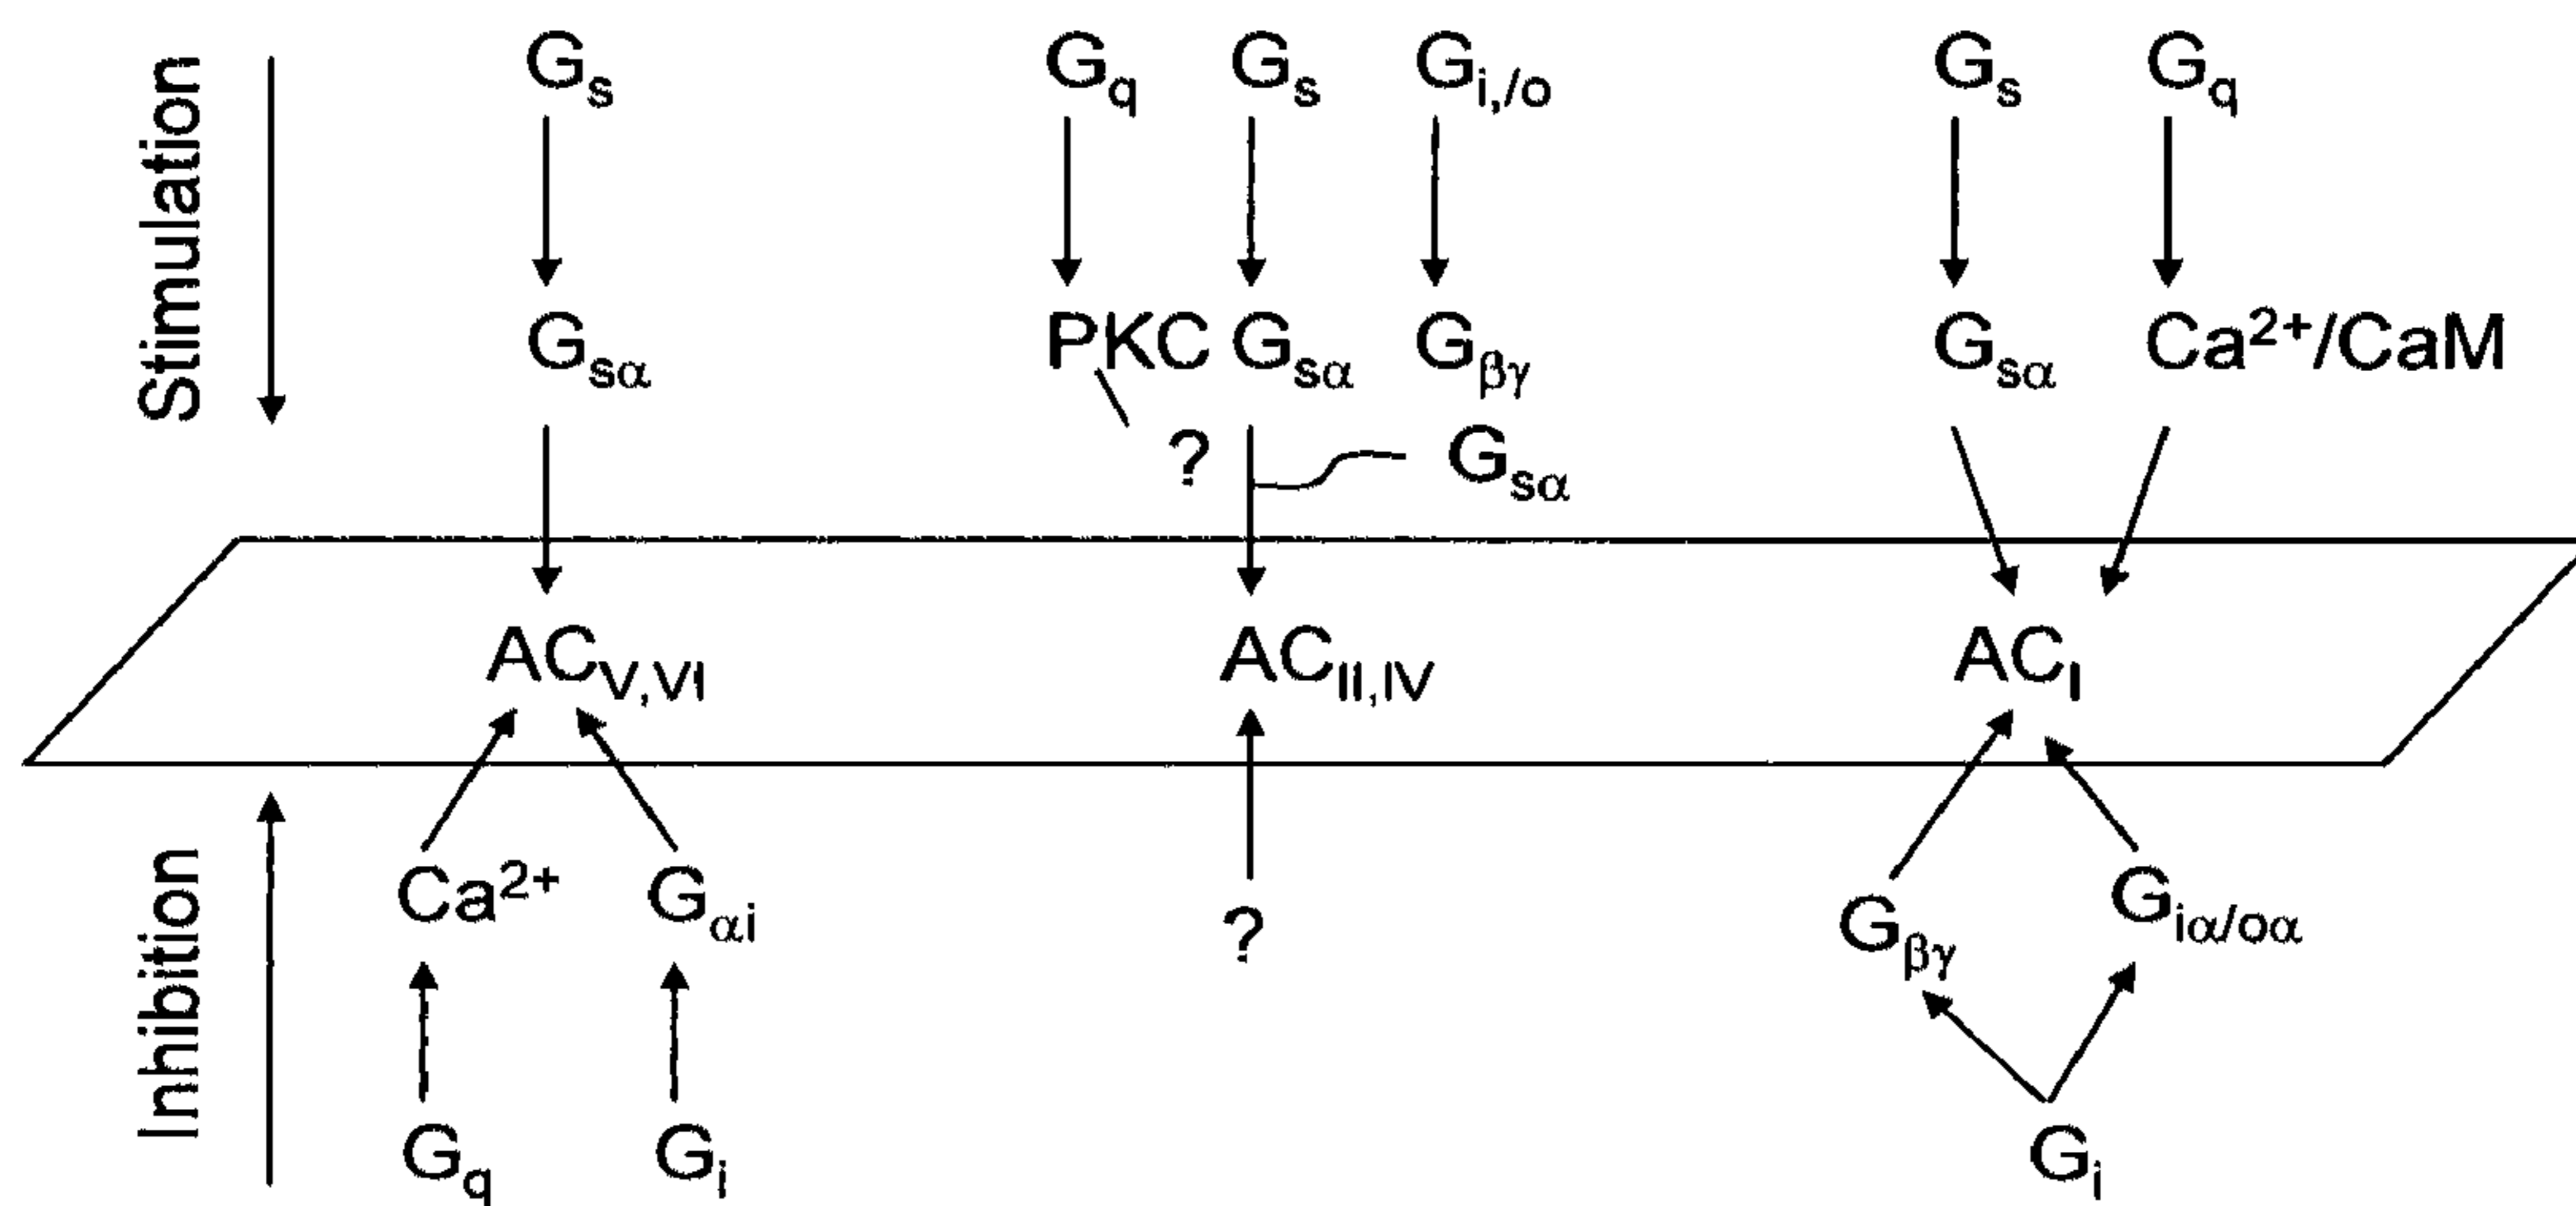 Stimulation
Gs Gq Gs Gi,/o Gs Gq
Gsα PKC Gsα Gβγ Gsα Ca2+/CaM
? Gsα
ACV,VI ACII,IV ACI
Inhibition
Ca2+ Gαi ? Gβγ Giα/oα
Gq Gi Gi